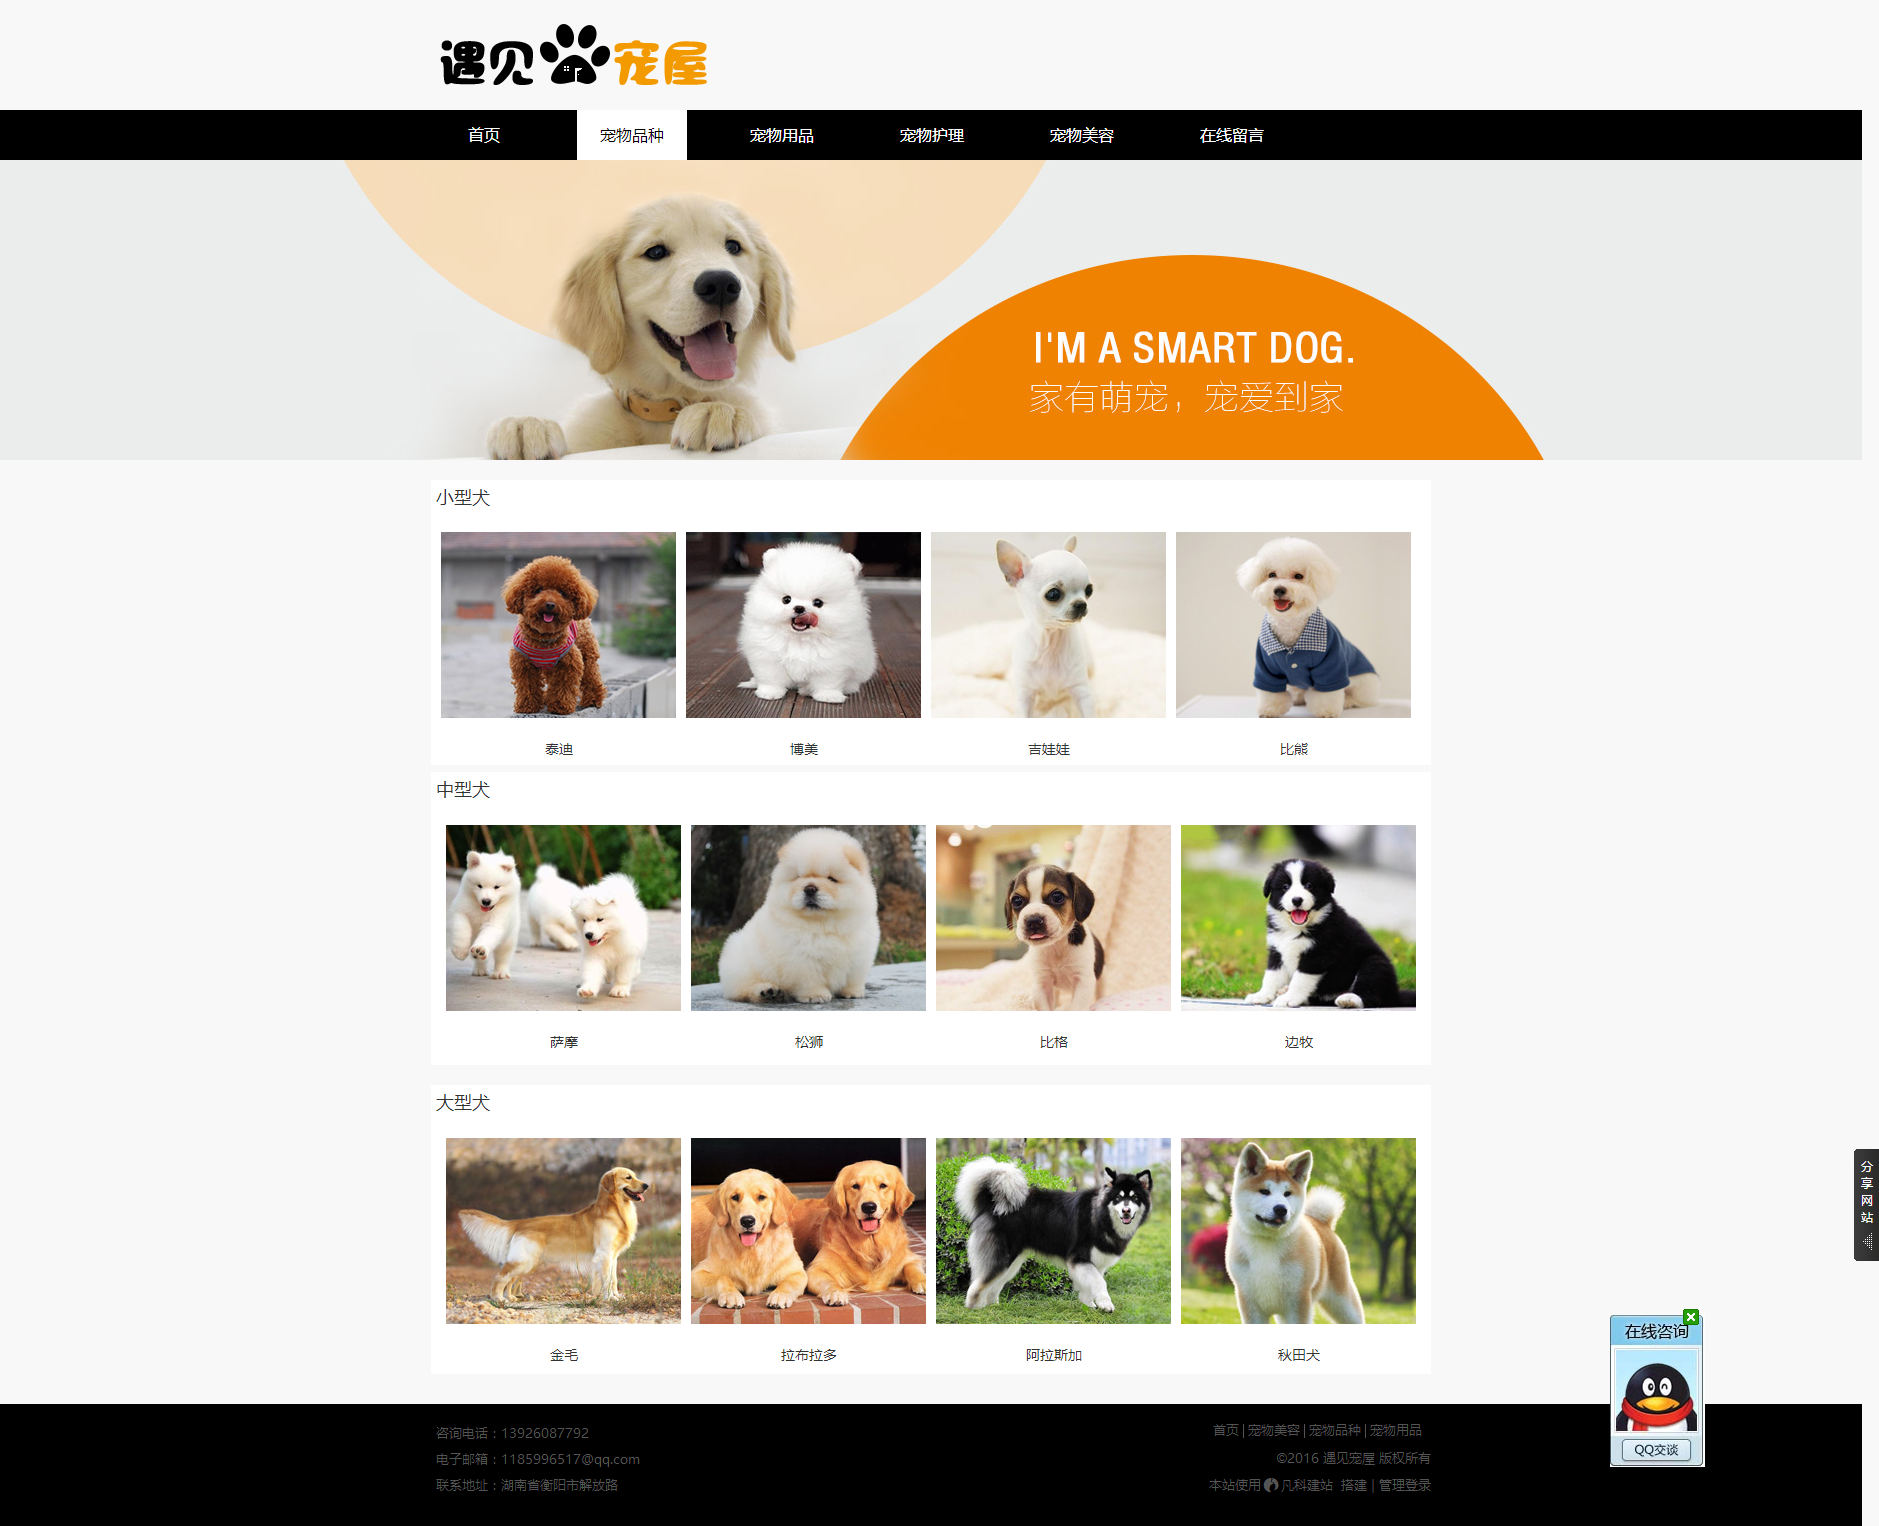 遇见宠屋
首页 宠物品种 宠物用品 宠物护理 宠物美容 在线留言
I'M A SMART DOG.
家有萌宠，宠爱到家
小型犬
泰迪 博美 吉娃娃 比熊
中型犬
萨摩 松狮 比格 边牧
大型犬
金毛 拉布拉多 阿拉斯加 秋田犬
分享网站
在线咨询
QQ交谈
咨询电话：13926087792
电子邮箱：1185996517@qq.com
联系地址：湖南省衡阳市解放路
首页 | 宠物美容 | 宠物品种 | 宠物用品
©2016 遇见宠屋 版权所有
本站使用 凡科建站 搭建 | 管理登录